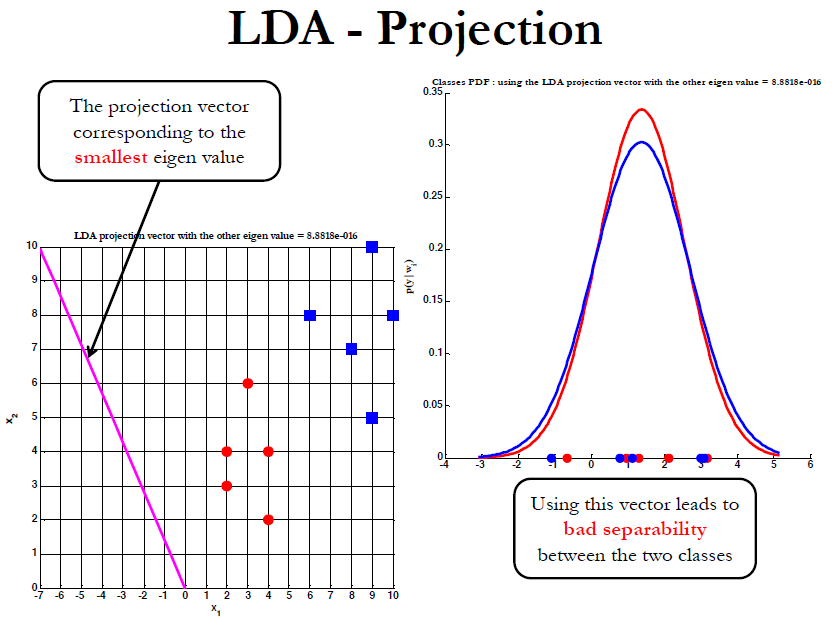 LDA - Projection
The projection vector
corresponding to the
smallest eigen value
LDA projection vector with the other eigen value = 8.8818e-016
10
9
8
7
6
5
4
3
2
1
0
x2
-7 -6 -5 -4 -3 -2 -1 0 1 2 3 4 5 6 7 8 9 10
x1
Classes PDF : using the LDA projection vector with the other eigen value = 8.8818e-016
0.35
0.3
0.25
0.2
0.15
0.1
0.05
0
p(y | wi)
-4 -3 -2 -1 0 1 2 3 4 5 6
Using this vector leads to
bad separability
between the two classes